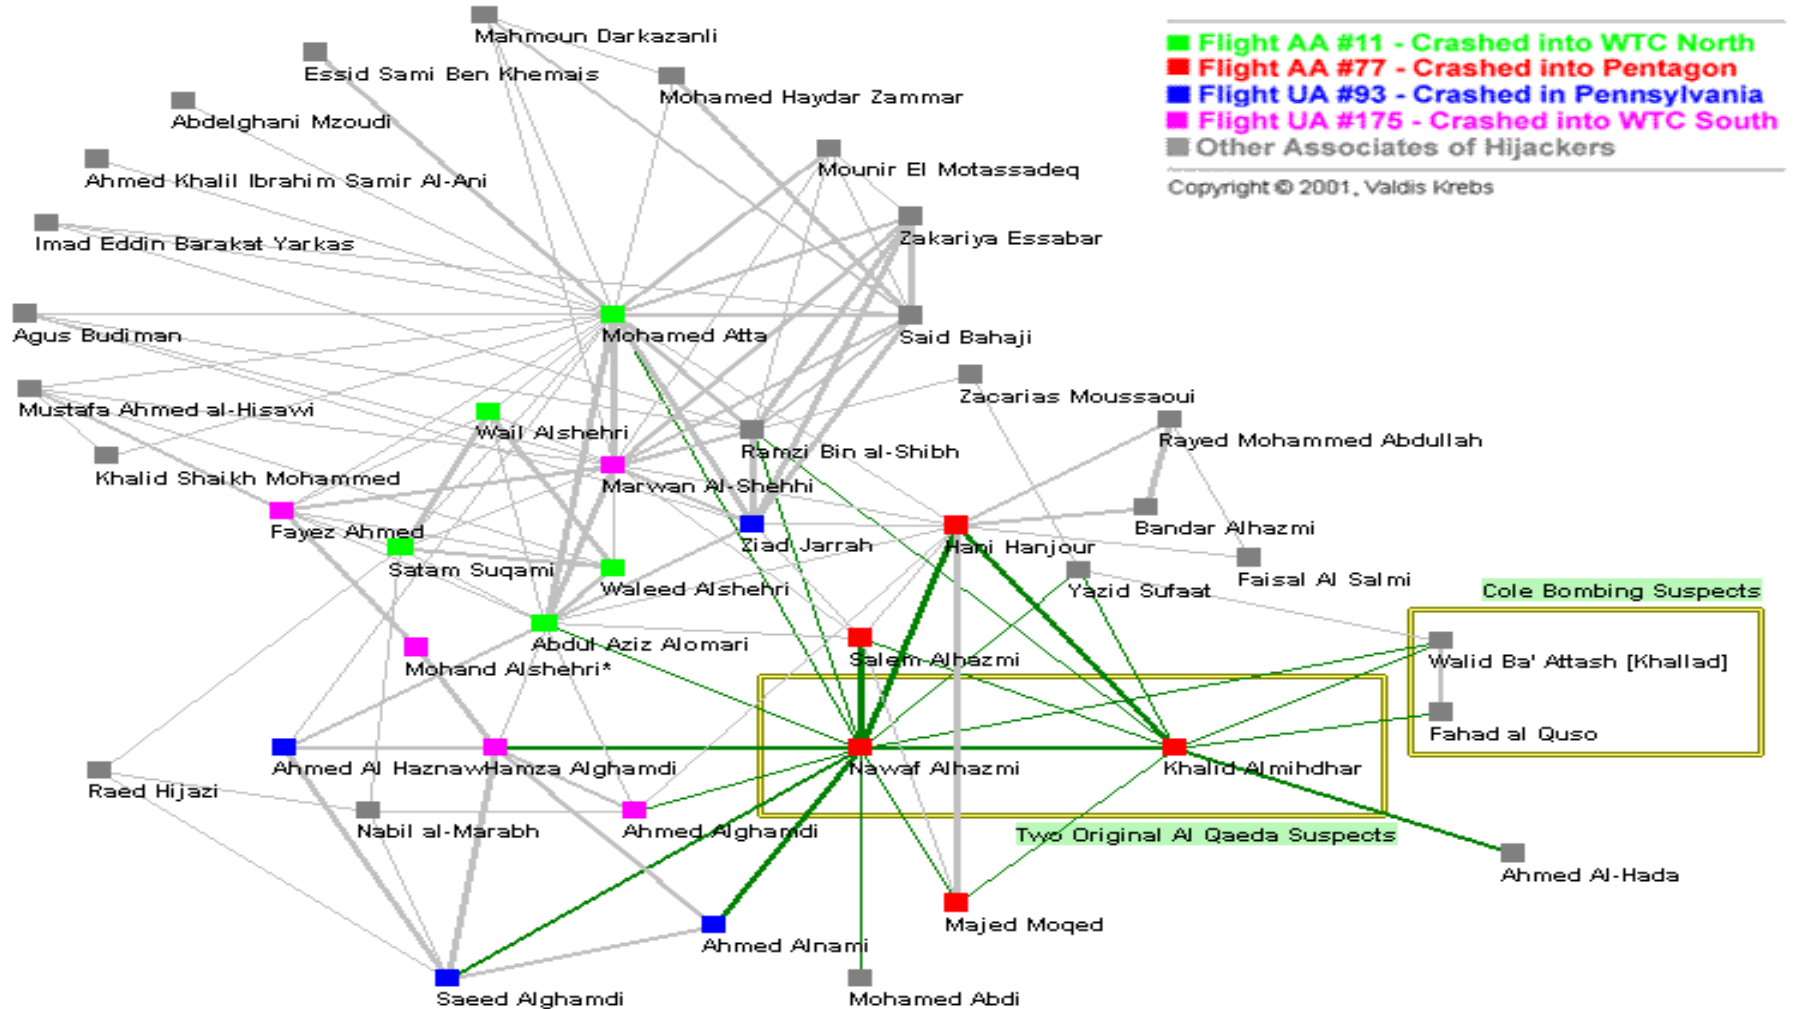 Mahmoun Darkazanli
Essid Sami Ben Khemais
Mohamed Haydar Zammar
Abdelghani Mzoudi
Mounir El Motassadeq
Ahmed Khalil Ibrahim Samir Al-Ani
Imad Eddin Barakat Yarkas
Zakariya Essabar
Flight AA #11 - Crashed into WTC North
Flight AA #77 - Crashed into Pentagon
Flight UA #93 - Crashed in Pennsylvania
Flight UA #175 - Crashed into WTC South
Other Associates of Hijackers
Copyright © 2001, Valdis Krebs
Agus Budiman
Mohamed Atta
Said Bahaji
Zacarias Moussaoui
Mustafa Ahmed al-Hisawi
Wail Alshehri
Rayed Mohammed Abdullah
Ramzi Bin al-Shibh
Khalid Shaikh Mohammed
Marwan Al-Shehhi
Fayez Ahmed
Bandar Alhazmi
Ziad Jarrah
Hani Hanjour
Satam Suqami
Faisal Al Salmi
Waleed Alshehri
Yazid Sufaat
Cole Bombing Suspects
Abdul Aziz Alomari
Salem Alhazmi
Walid Ba' Attash [Khallad]
Mohand Alshehri*
Fahad al Quso
Ahmed Al Haznawi
Hamza Alghamdi
Nawaf Alhazmi
Khalid Almihdhar
Raed Hijazi
Nabil al-Marabh
Ahmed Alghamdi
Two Original Al Qaeda Suspects
Ahmed Al-Hada
Majed Moqed
Ahmed Alnami
Saeed Alghamdi
Mohamed Abdi